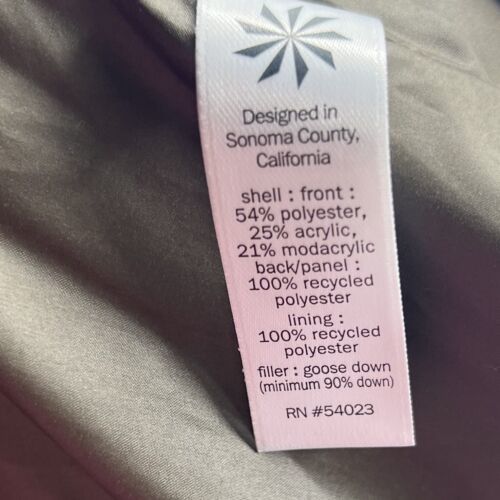 Designed in
Sonoma County,
California
shell : front :
54% polyester,
25% acrylic,
21% modacrylic
back/panel :
100% recycled
polyester
lining :
100% recycled
polyester
filler : goose down
(minimum 90% down)
RN #54023